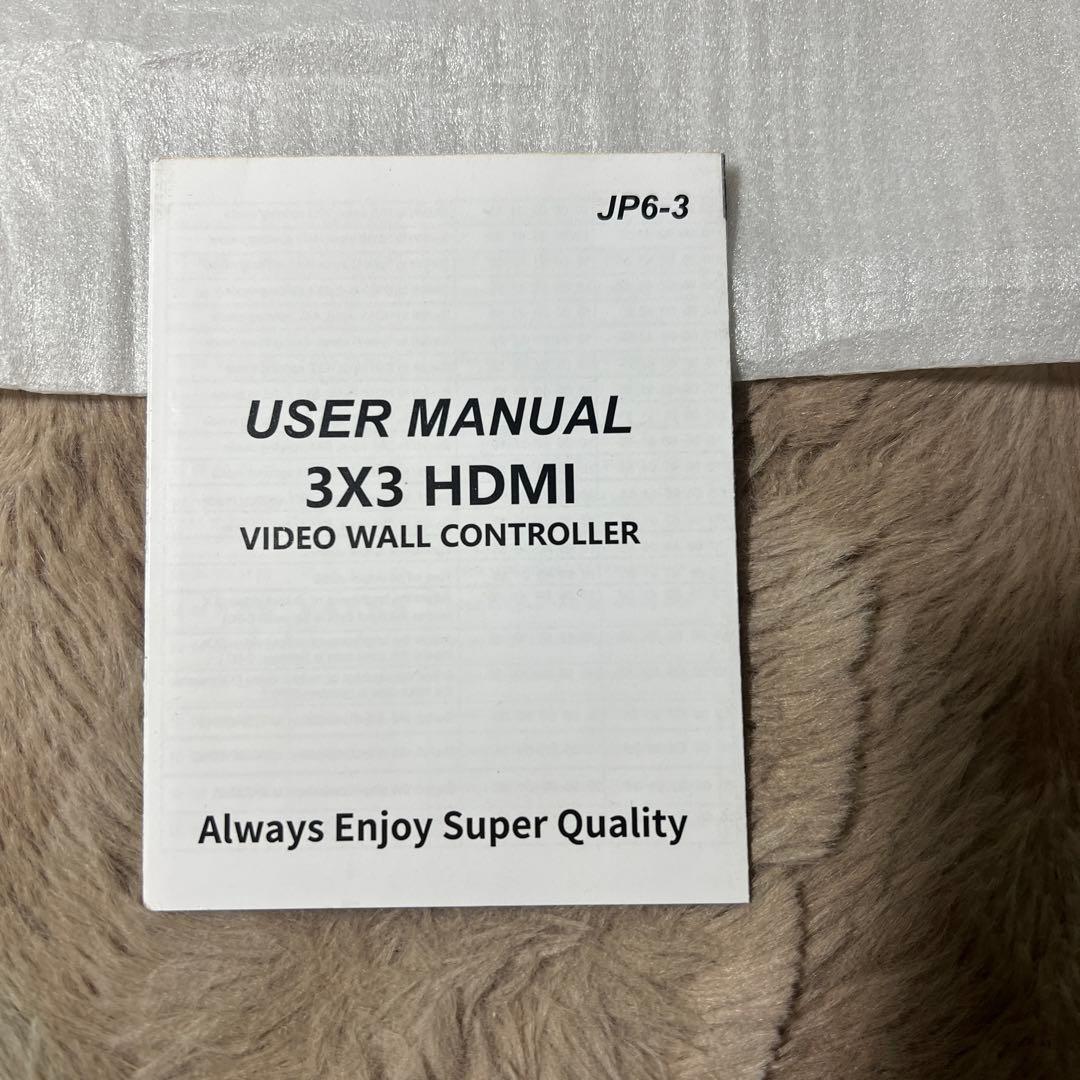 JP6-3
USER MANUAL
3X3 HDMI
VIDEO WALL CONTROLLER
Always Enjoy Super Quality